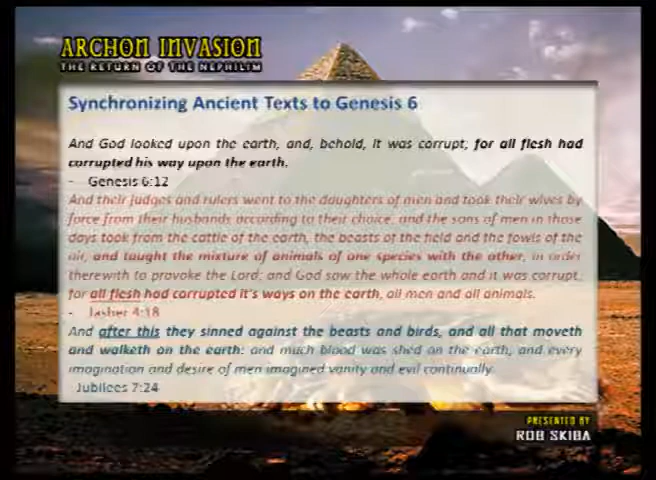 ARCHON INVASION
THE RETURN OF THE NEPHILIM
Synchronizing Ancient Texts to Genesis 6
And God looked upon the earth, and, behold, it was corrupt; for all flesh had
corrupted his way upon the earth.
- Genesis 6:12
And their judges and rulers went to the daughters of men and took their wives by
force from their husbands according to their choice, and the sons of men in those
days took from the cattle of the earth, the beasts of the field and the fowls of the
air, and taught the mixture of animals of one species with the other, in order
therewith to provoke the Lord; and God saw the whole earth and it was corrupt,
for all flesh had corrupted it's ways on the earth, all men and all animals.
- Jasher 4:18
And after this they sinned against the beasts and birds, and all that moveth
and walketh on the earth: and much blood was shed on the earth, and every
imagination and desire of men imagined vanity and evil continually.
Jubilees 7:24
PRESENTED BY
ROB SKIBA